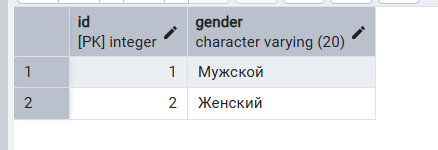 id gender
[PK] integer character varying (20)
1 1 Мужской
2 2 Женский